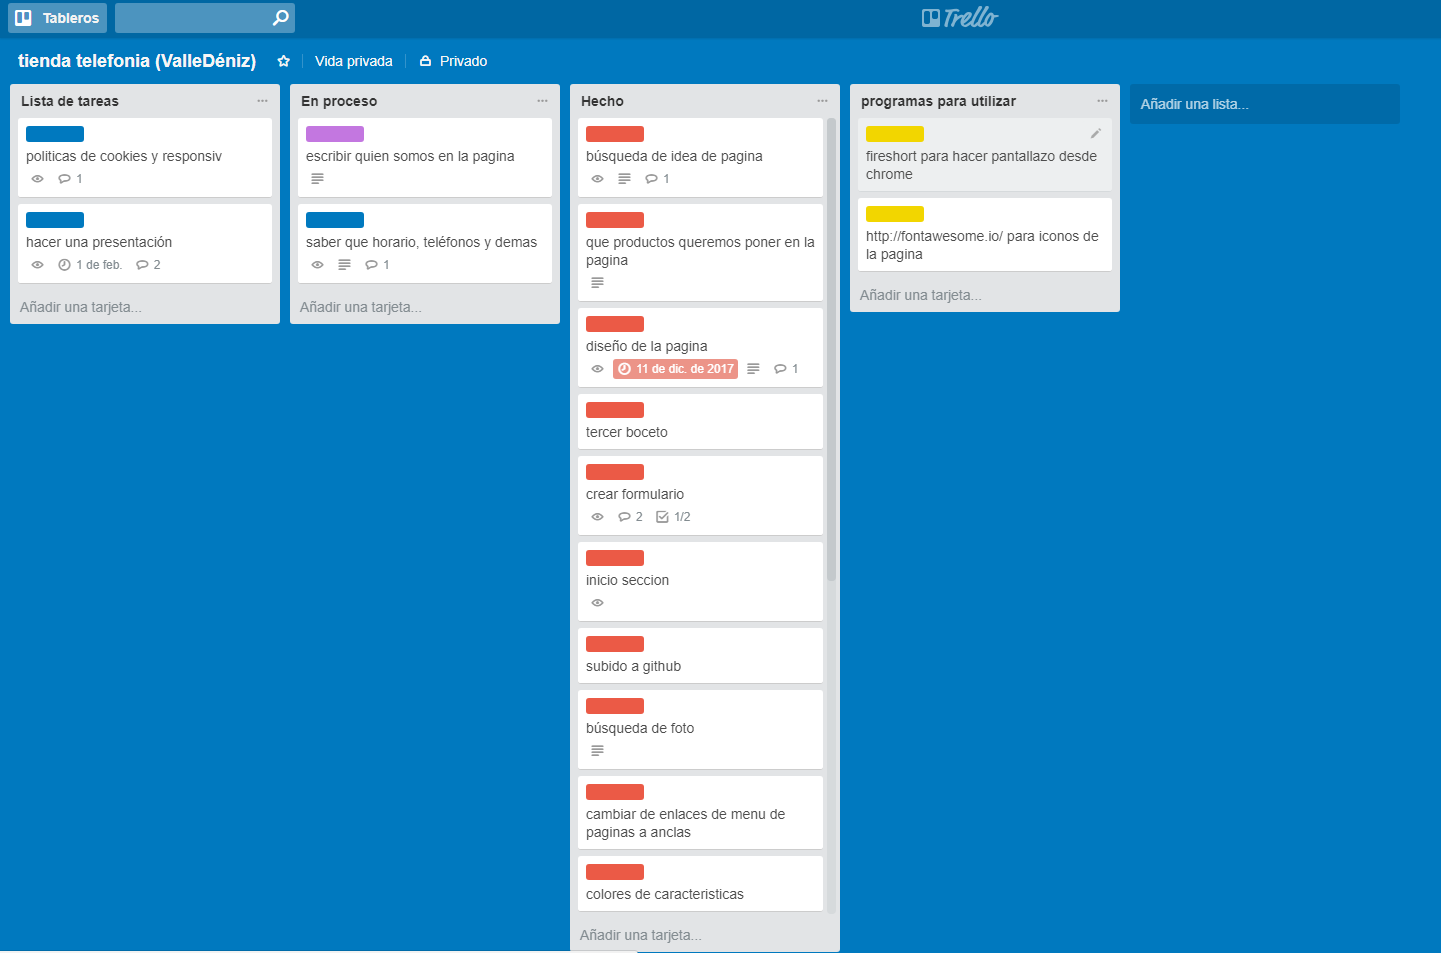 Tableros
Trello
tienda telefonia (ValleDéniz)
Vida privada
Privado
Lista de tareas
politicas de cookies y responsiv
1
hacer una presentación
1 de feb.
2
Añadir una tarjeta...
En proceso
escribir quien somos en la pagina
saber que horario, teléfonos y demas
1
Añadir una tarjeta...
Hecho
búsqueda de idea de pagina
1
que productos queremos poner en la
pagina
diseño de la pagina
11 de dic. de 2017
1
tercer boceto
crear formulario
2
1/2
inicio seccion
subido a github
búsqueda de foto
cambiar de enlaces de menu de
paginas a anclas
colores de caracteristicas
Añadir una tarjeta...
programas para utilizar
fireshort para hacer pantallazo desde
chrome
http://fontawesome.io/ para iconos de
la pagina
Añadir una tarjeta...
Añadir una lista...